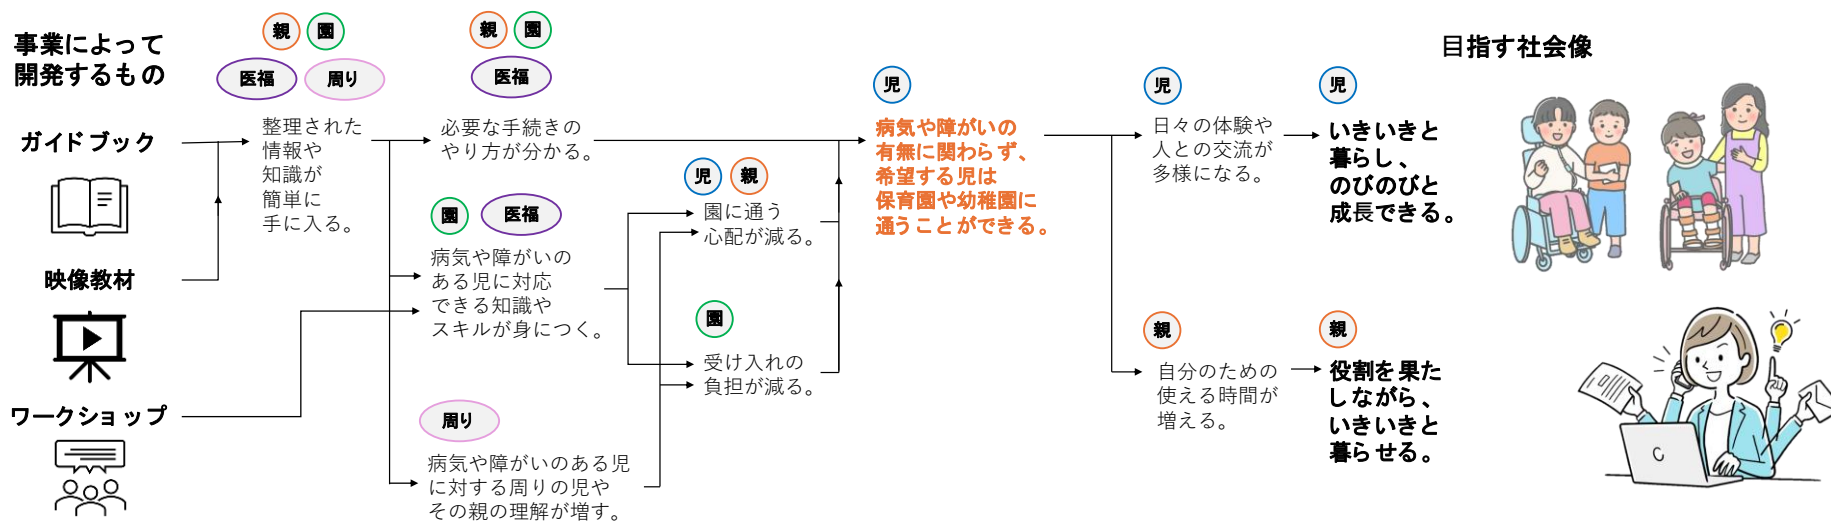 事業によって
開発するもの
ガイドブック
映像教材
ワークショップ
親 園
医福 周り
整理された
情報や
知識が
簡単に
手に入る。
親 園
医福
必要な手続きの
やり方が分かる。
園 医福
病気や障がいの
ある児に対応
できる知識や
スキルが身につく。
周り
病気や障がいのある児
に対する周りの児や
その親の理解が増す。
児 親
園に通う
心配が減る。
園
受け入れの
負担が減る。
児
病気や障がいの
有無に関わらず、
希望する児は
保育園や幼稚園に
通うことができる。
児
日々の体験や
人との交流が
多様になる。
親
自分のための
使える時間が
増える。
目指す社会像
児
いきいきと
暮らし、
のびのびと
成長できる。
親
役割を果た
しながら、
いきいきと
暮らせる。
C